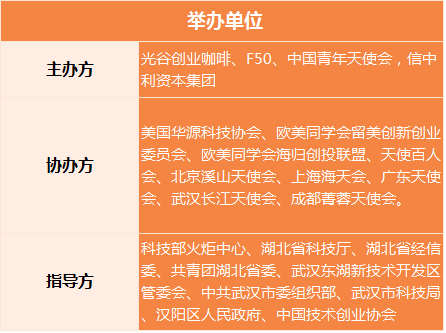 举办单位
主办方
光谷创业咖啡、F50、中国青年天使会，信中
利资本集团
协办方
美国华源科技协会、欧美同学会留美创新创业
委员会、欧美同学会海归创投联盟、天使百人
会、北京溪山天使会、上海海天会、广东天使
会、武汉长江天使会、成都菁蓉天使会。
指导方
科技部火炬中心、湖北省科技厅、湖北省经信
委、共青团湖北省委、武汉东湖新技术开发区
管委会、中共武汉市委组织部、武汉市科技局
、汉阳区人民政府、中国技术创业协会